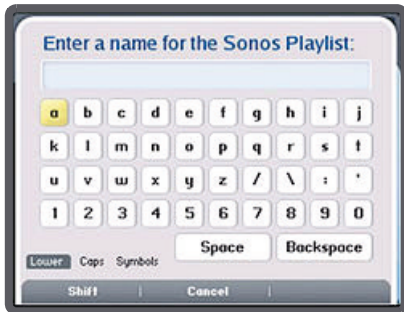 Enter a name for the Sonos Playlist:
a b c d e f g h i j
k l m n o p q r s t
u v w x y z / \ : '
1 2 3 4 5 6 7 8 9 0
Space Backspace
Lower Caps Symbols
Shift Cancel